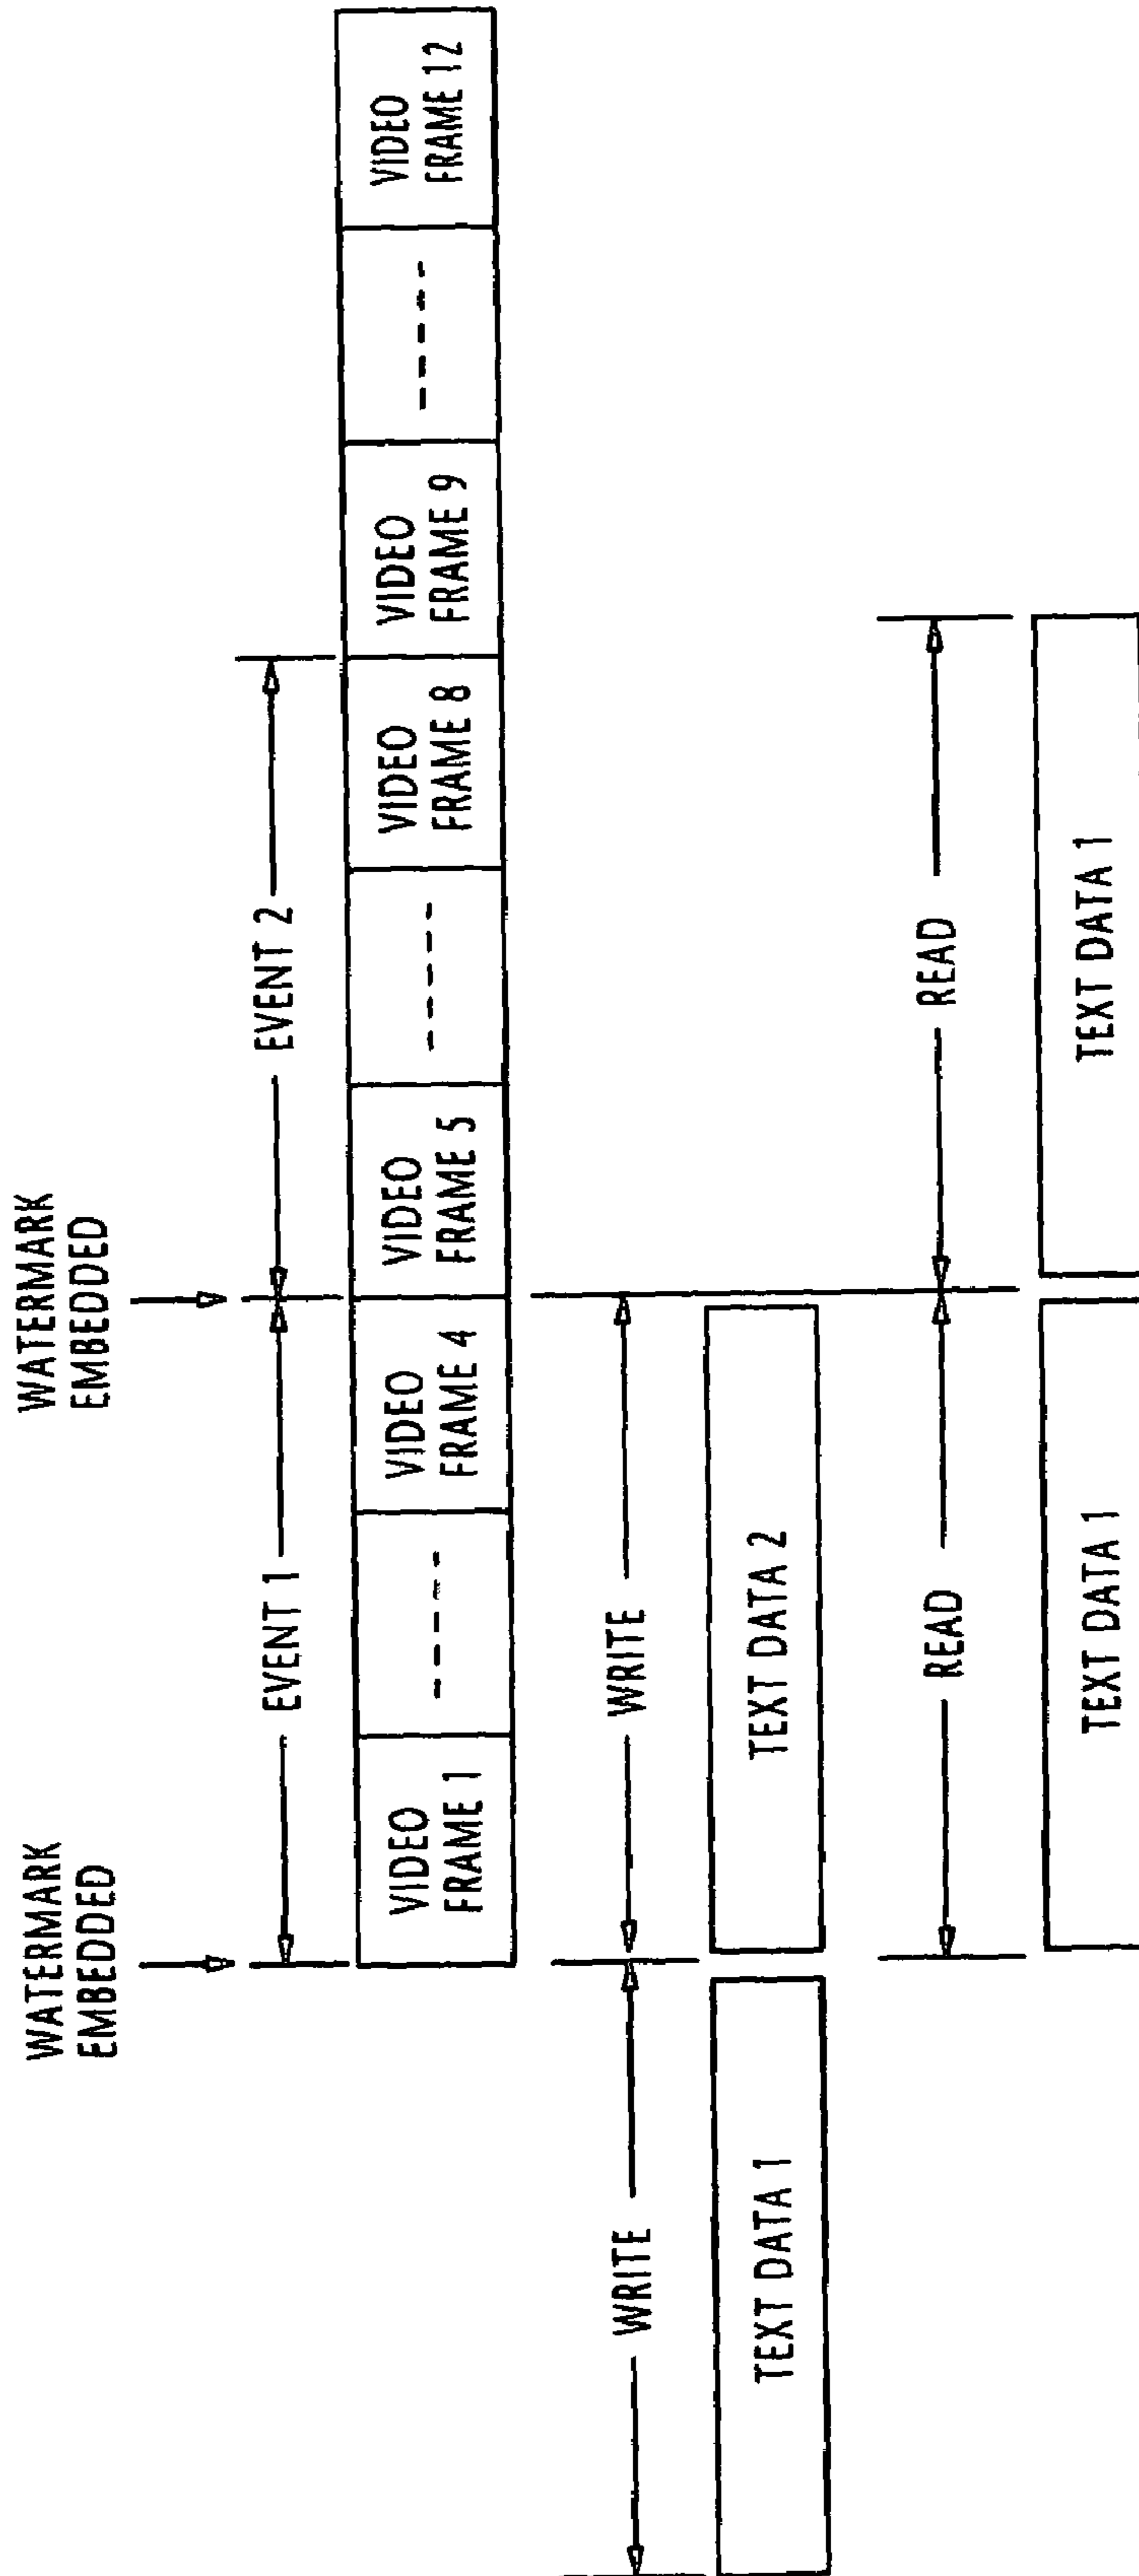 WATERMARK
EMBEDDED
WATERMARK
EMBEDDED
EVENT 1
EVENT 2
VIDEO
FRAME 1
-----
VIDEO
FRAME 4
VIDEO
FRAME 5
-----
VIDEO
FRAME 8
VIDEO
FRAME 9
-----
VIDEO
FRAME 12
WRITE
WRITE
TEXT DATA 1
TEXT DATA 2
READ
READ
TEXT DATA 1
TEXT DATA 1